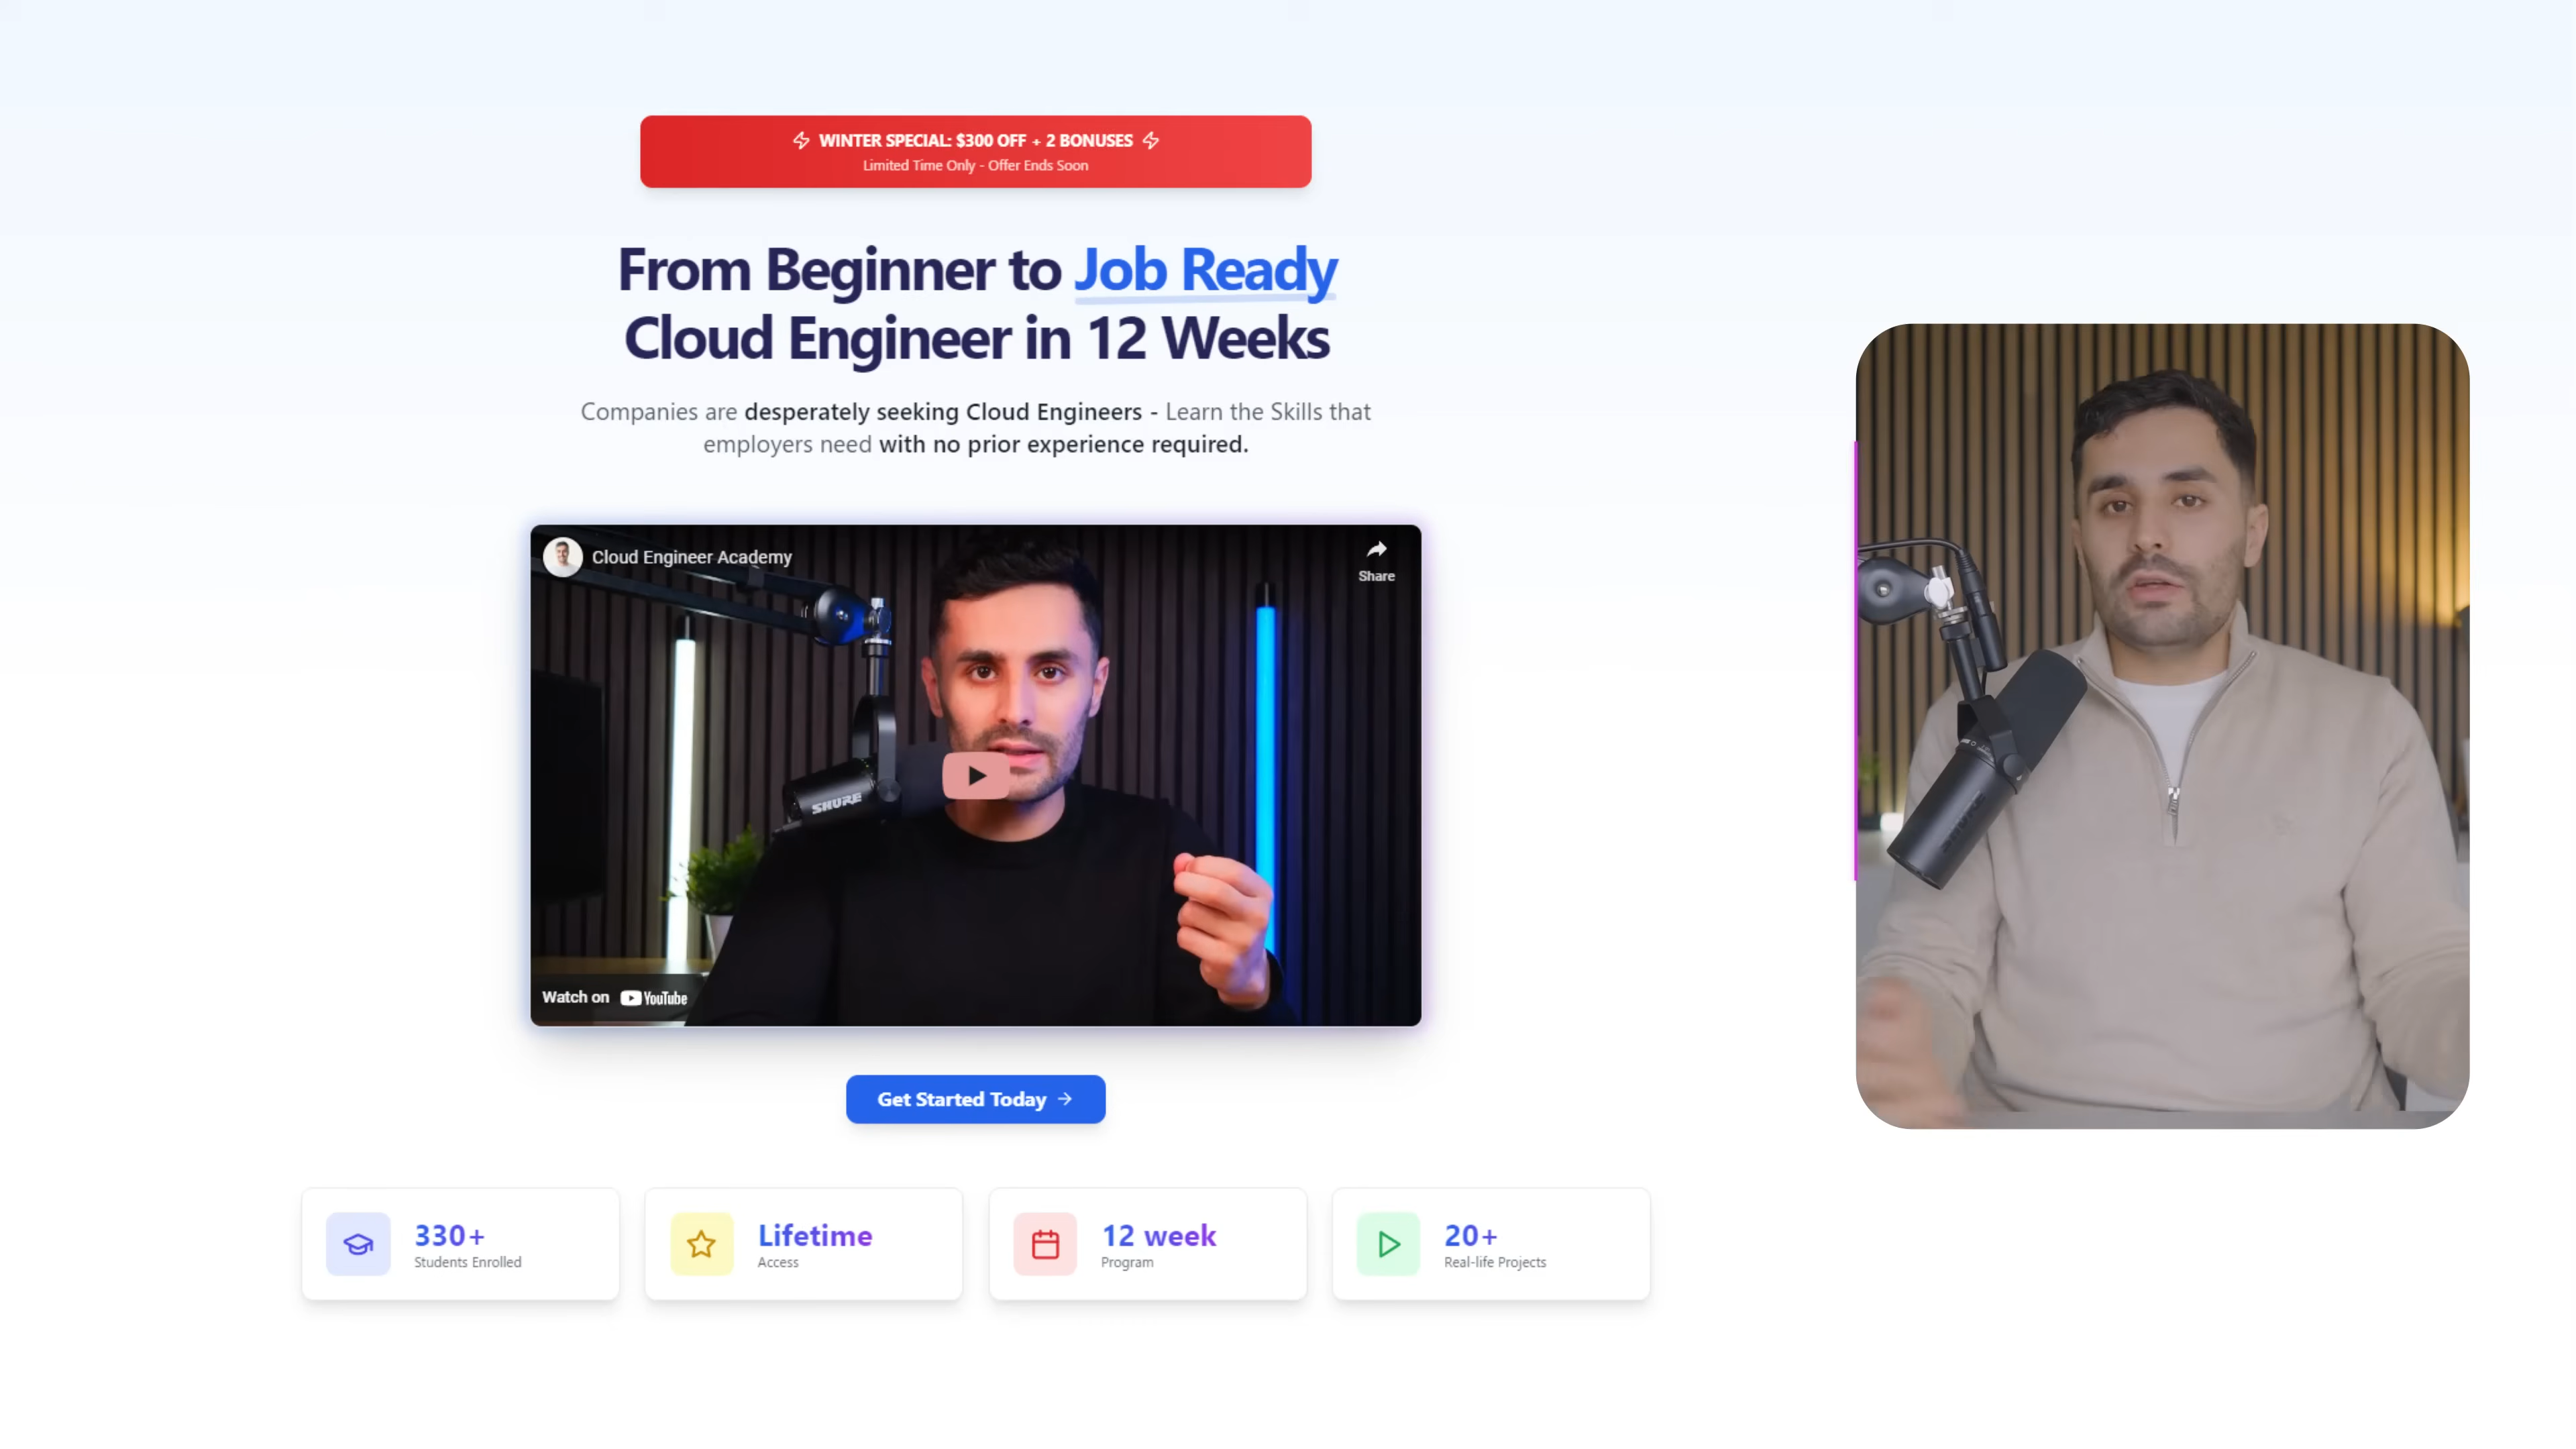 WINTER SPECIAL: $300 OFF + 2 BONUSES
Limited Time Only - Offer Ends Soon
From Beginner to Job Ready
Cloud Engineer in 12 Weeks
Companies are desperately seeking Cloud Engineers - Learn the Skills that
employers need with no prior experience required.
Cloud Engineer Academy
Share
SHURE
Watch on YouTube
Get Started Today
330+
Students Enrolled
Lifetime
Access
12 week
Program
20+
Real-life Projects